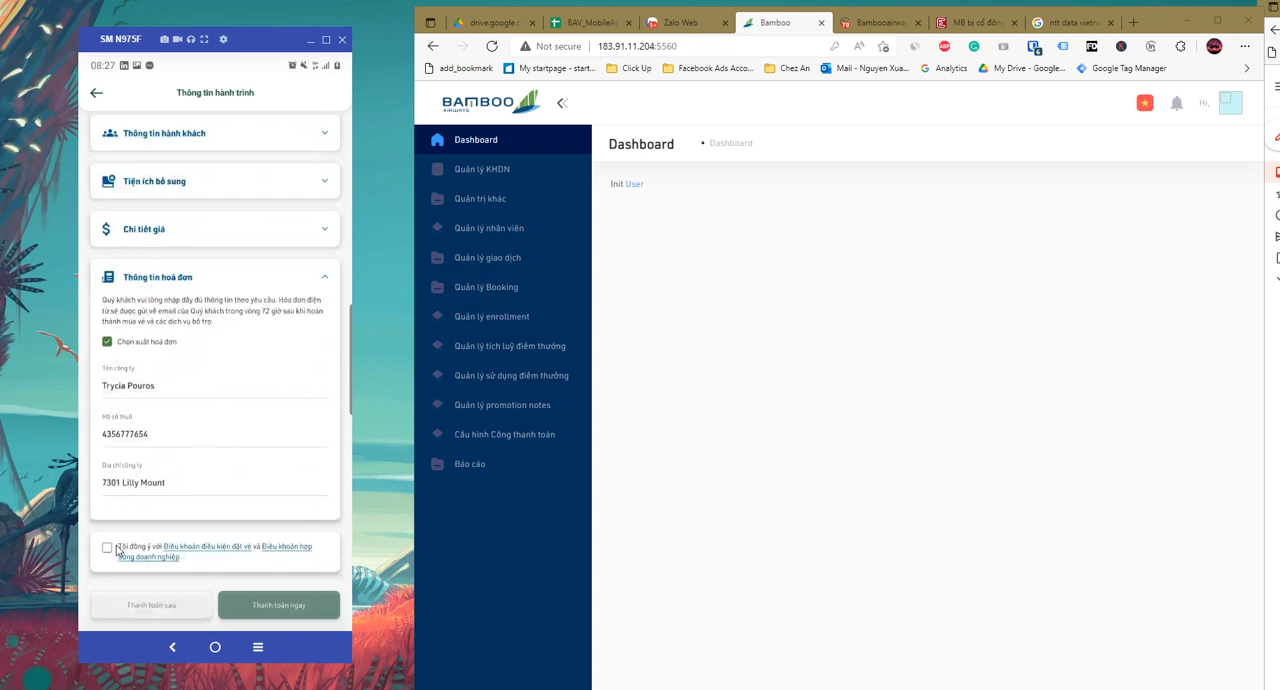 SM N975F
08:27
Thông tin hành trình
Thông tin hành khách
Tiện ích bổ sung
Chi tiết giá
Thông tin hoá đơn
Quý khách vui lòng nhập đầy đủ thông tin theo yêu cầu. Hóa đơn điện
tử sẽ được gửi về email của Quý khách trong vòng 72 giờ sau khi hoàn
thành mua vé và các dịch vụ bổ trợ.
Chọn xuất hoá đơn
Tên công ty
Trycia Pouros
Mã số thuế
4356777654
Địa chỉ công ty
7301 Lilly Mount
Tôi đồng ý với Điều khoản điều kiện đặt vé và Điều khoản hợp
đồng doanh nghiệp
Thanh toán sau
Thanh toán ngay
drive.google.c
BAV_MobileA
Zalo Web
Bamboo
Bambooairwa
MB bị cổ đông
ntt data vietn
Not secure
183.91.11.204:5560
add_bookmark
My startpage - start...
Click Up
Facebook Ads Acco...
Chez An
Mail - Nguyen Xua...
Analytics
My Drive - Google...
Google Tag Manager
BAMBOO
AIRWAYS
Hi,
Dashboard
Quản lý KHDN
Quản trị khác
Quản lý nhân viên
Quản lý giao dịch
Quản lý Booking
Quản lý enrollment
Quản lý tích luỹ điểm thưởng
Quản lý sử dụng điểm thưởng
Quản lý promotion notes
Cấu hình Cổng thanh toán
Báo cáo
Dashboard
• Dashboard
Init User